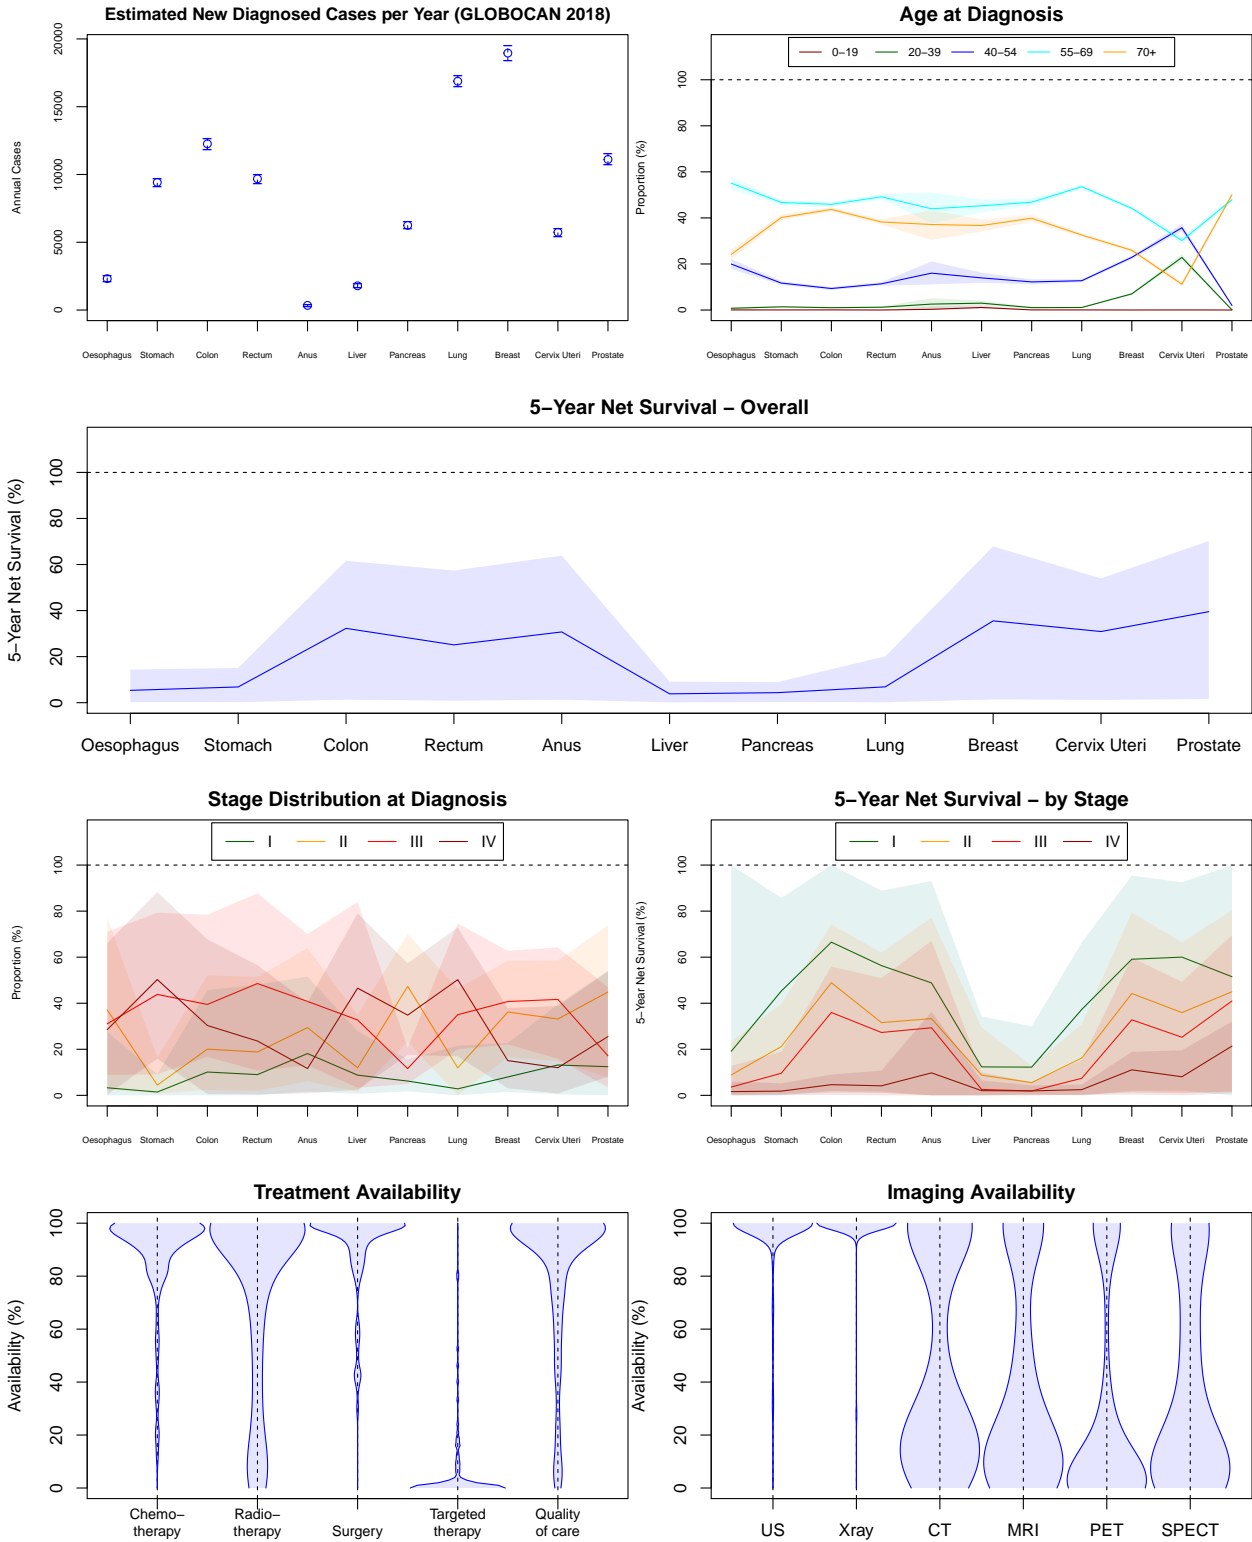 Estimated New Diagnosed Cases per Year (GLOBOCAN 2018)
Annual Cases
20000
15000
10000
5000
0
Oesophagus Stomach Colon Rectum Anus Liver Pancreas Lung Breast Cervix Uteri Prostate
Age at Diagnosis
0–19 20–39 40–54 55–69 70+
Proportion (%)
100
80
60
40
20
0
Oesophagus Stomach Colon Rectum Anus Liver Pancreas Lung Breast Cervix Uteri Prostate
5–Year Net Survival – Overall
5–Year Net Survival (%)
100
80
60
40
20
0
Oesophagus Stomach Colon Rectum Anus Liver Pancreas Lung Breast Cervix Uteri Prostate
Stage Distribution at Diagnosis
I II III IV
Proportion (%)
100
80
60
40
20
0
Oesophagus Stomach Colon Rectum Anus Liver Pancreas Lung Breast Cervix Uteri Prostate
5–Year Net Survival – by Stage
I II III IV
5–Year Net Survival (%)
100
80
60
40
20
0
Oesophagus Stomach Colon Rectum Anus Liver Pancreas Lung Breast Cervix Uteri Prostate
Treatment Availability
Availability (%)
100
80
60
40
20
0
Chemo– Radio– Targeted Quality
therapy therapy Surgery therapy of care
Imaging Availability
Availability (%)
100
80
60
40
20
0
US Xray CT MRI PET SPECT